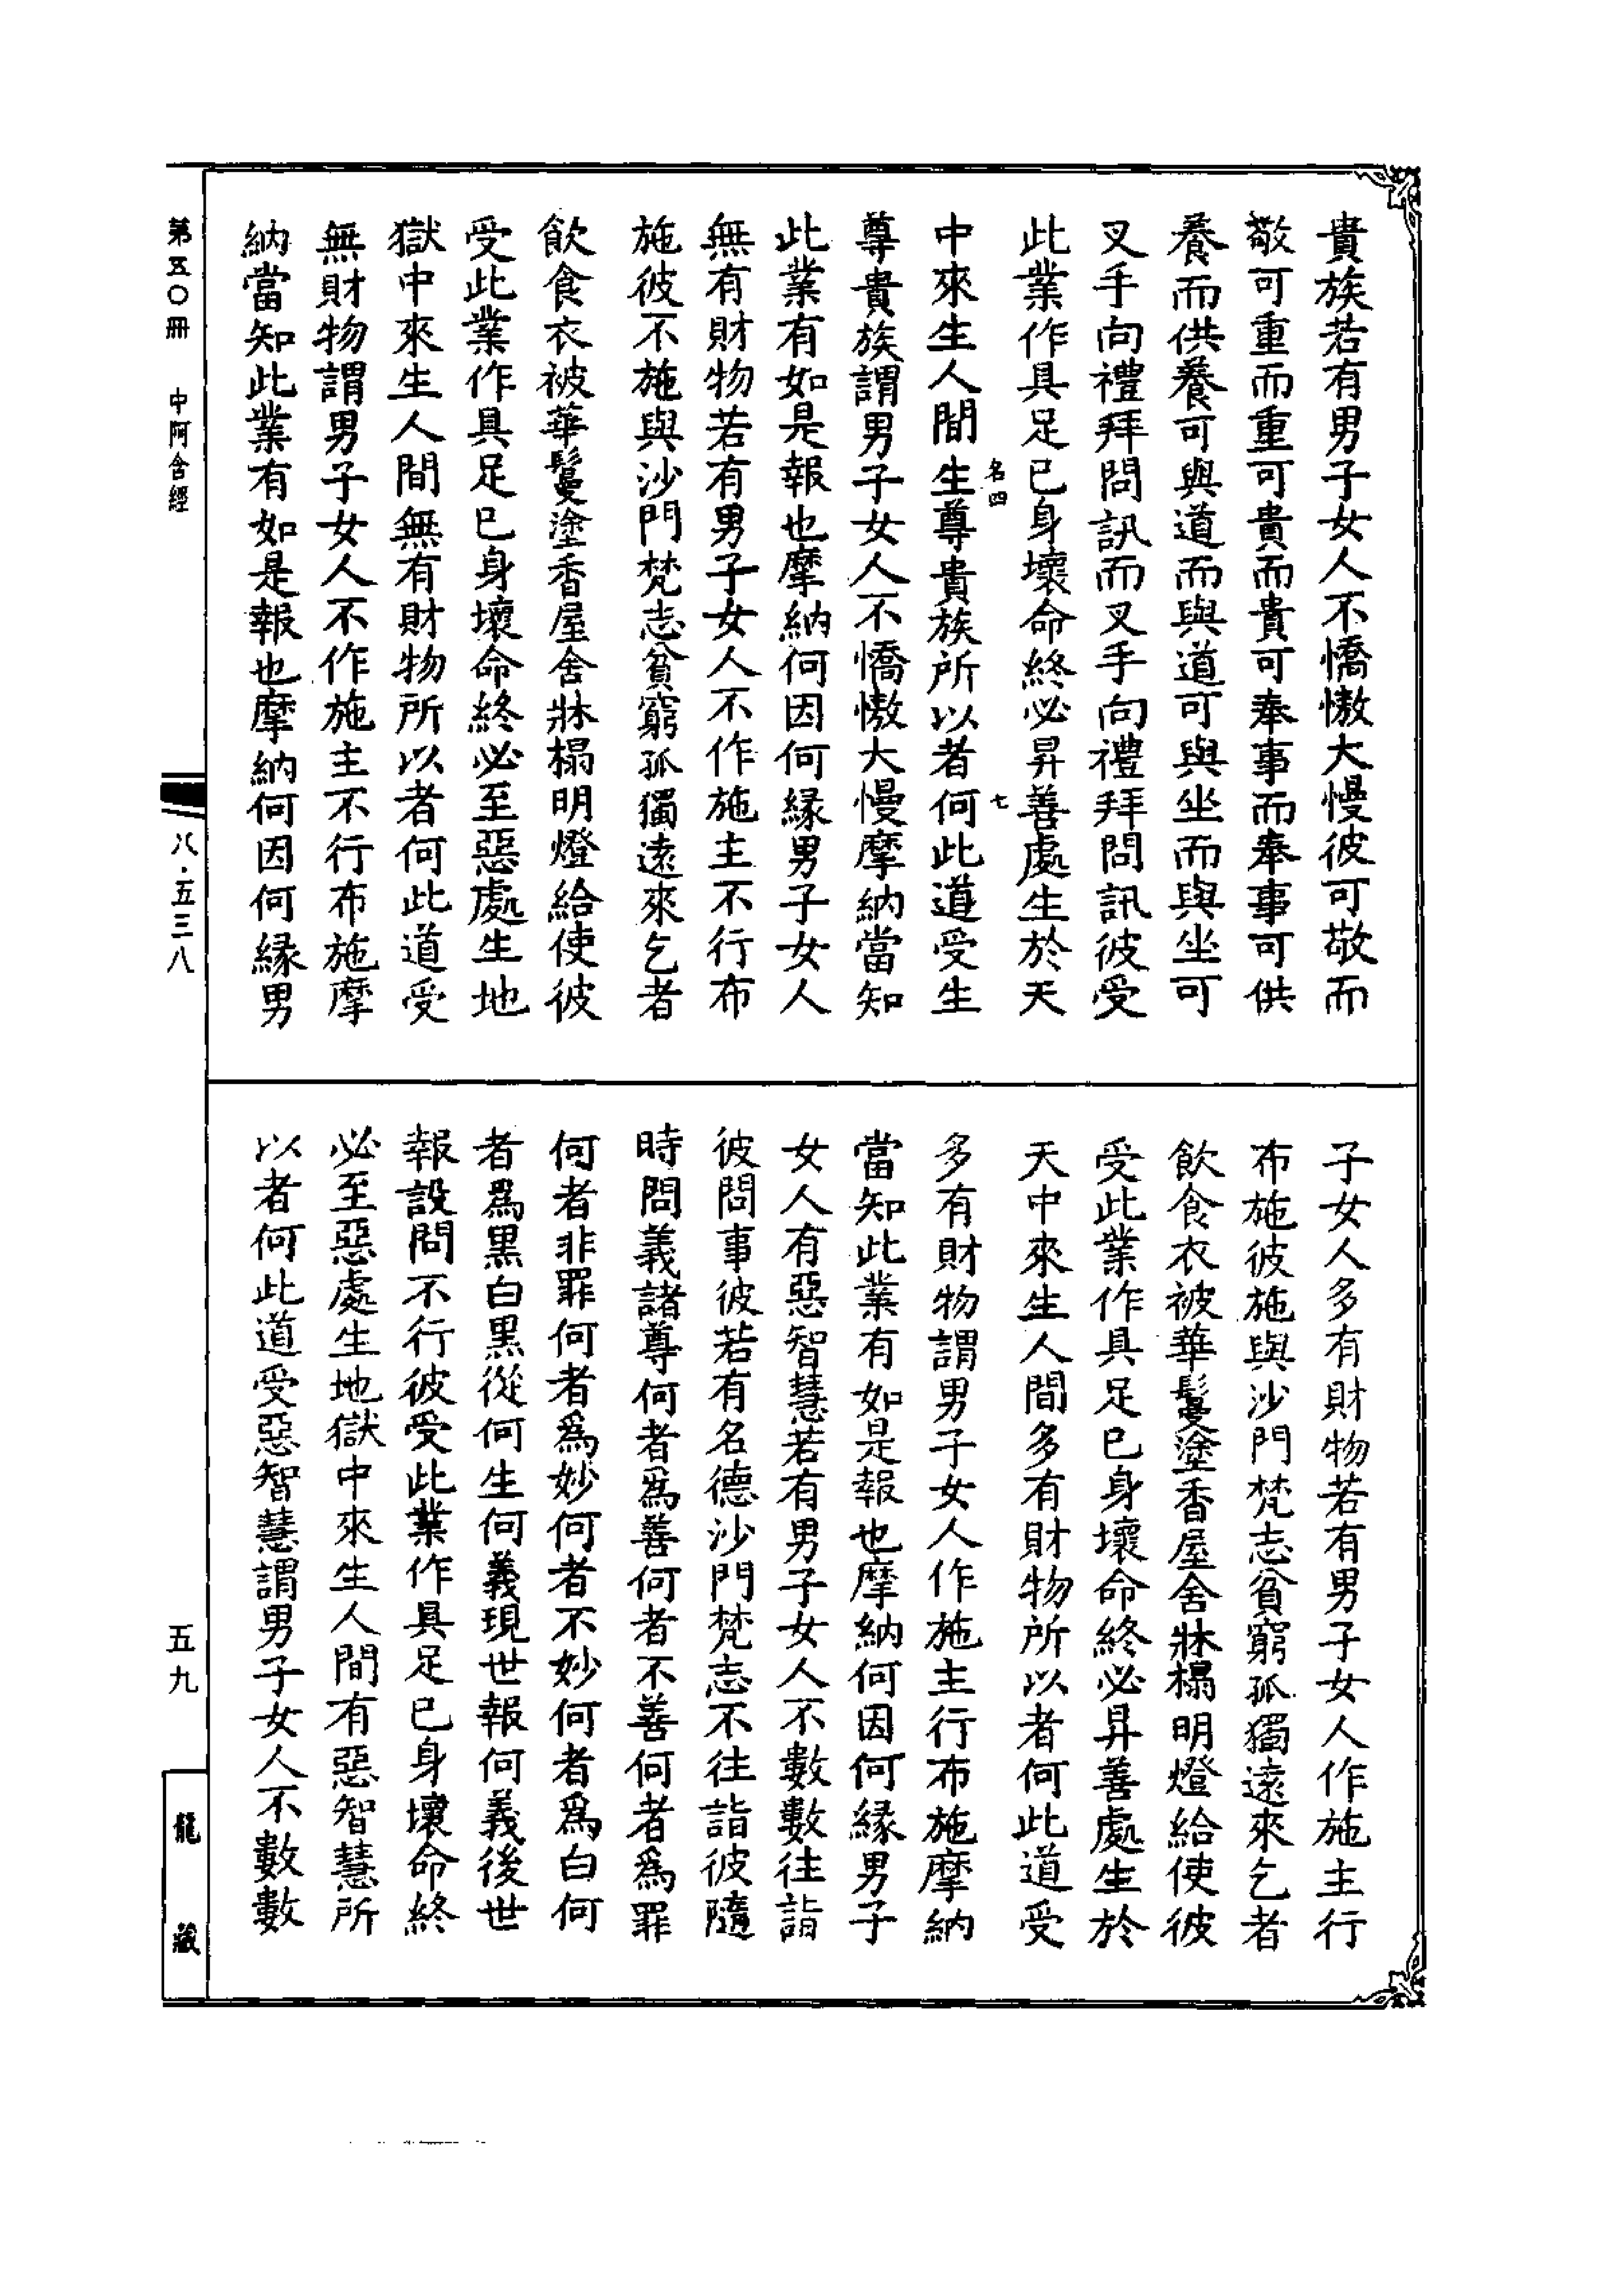 貴族若有男子女人不憍慠大慢彼可敬而
敬可重而重可貴而貴可奉事而奉事可供
養而供養可與道而與道可與坐而與坐可
叉手向禮拜問訊而叉手向禮拜問訊彼受
此業作具足已身壞命終必昇善處生於天
名四 七
中來生人間生尊貴族所以者何此道受生
尊貴族謂男子女人不憍慠大慢摩納當知
此業有如是報也摩納何因何縁男子女人
無有財物若有男子女人不作施主不行布
施彼不施與沙門梵志貧窮孤獨逺來乞者
飲食衣被華鬘塗香屋舍牀榻明燈給使彼
受此業作具足已身壞命終必至惡處生地
獄中來生人間無有財物所以者何此道受
無財物謂男子女人不作施主不行布施摩
納當知此業有如是報也摩納何因何縁男
子女人多有財物若有男子女人作施主行
布施彼施與沙門梵志貧窮孤獨逺來乞者
飲食衣被華鬘塗香屋舍牀榻明燈給使彼
受此業作具足已身壞命終必昇善處生於
天中來生人間多有財物所以者何此道受
多有財物謂男子女人作施主行布施摩納
當知此業有如是報也摩納何因何縁男子
女人有惡智慧若有男子女人不數數往詣
彼問事彼若有名德沙門梵志不往詣彼隨
時問義諸尊何者爲善何者不善何者爲罪
何者非罪何者爲妙何者不妙何者爲白何
者爲黒白黒從何生何義現世報何義後世
報設問不行彼受此業作具足已身壞命終
必至惡處生地獄中來生人間有惡智慧所
以者何此道受惡智慧謂男子女人不數數
第五〇冊 中阿含經
八·五三八
五九
龍藏